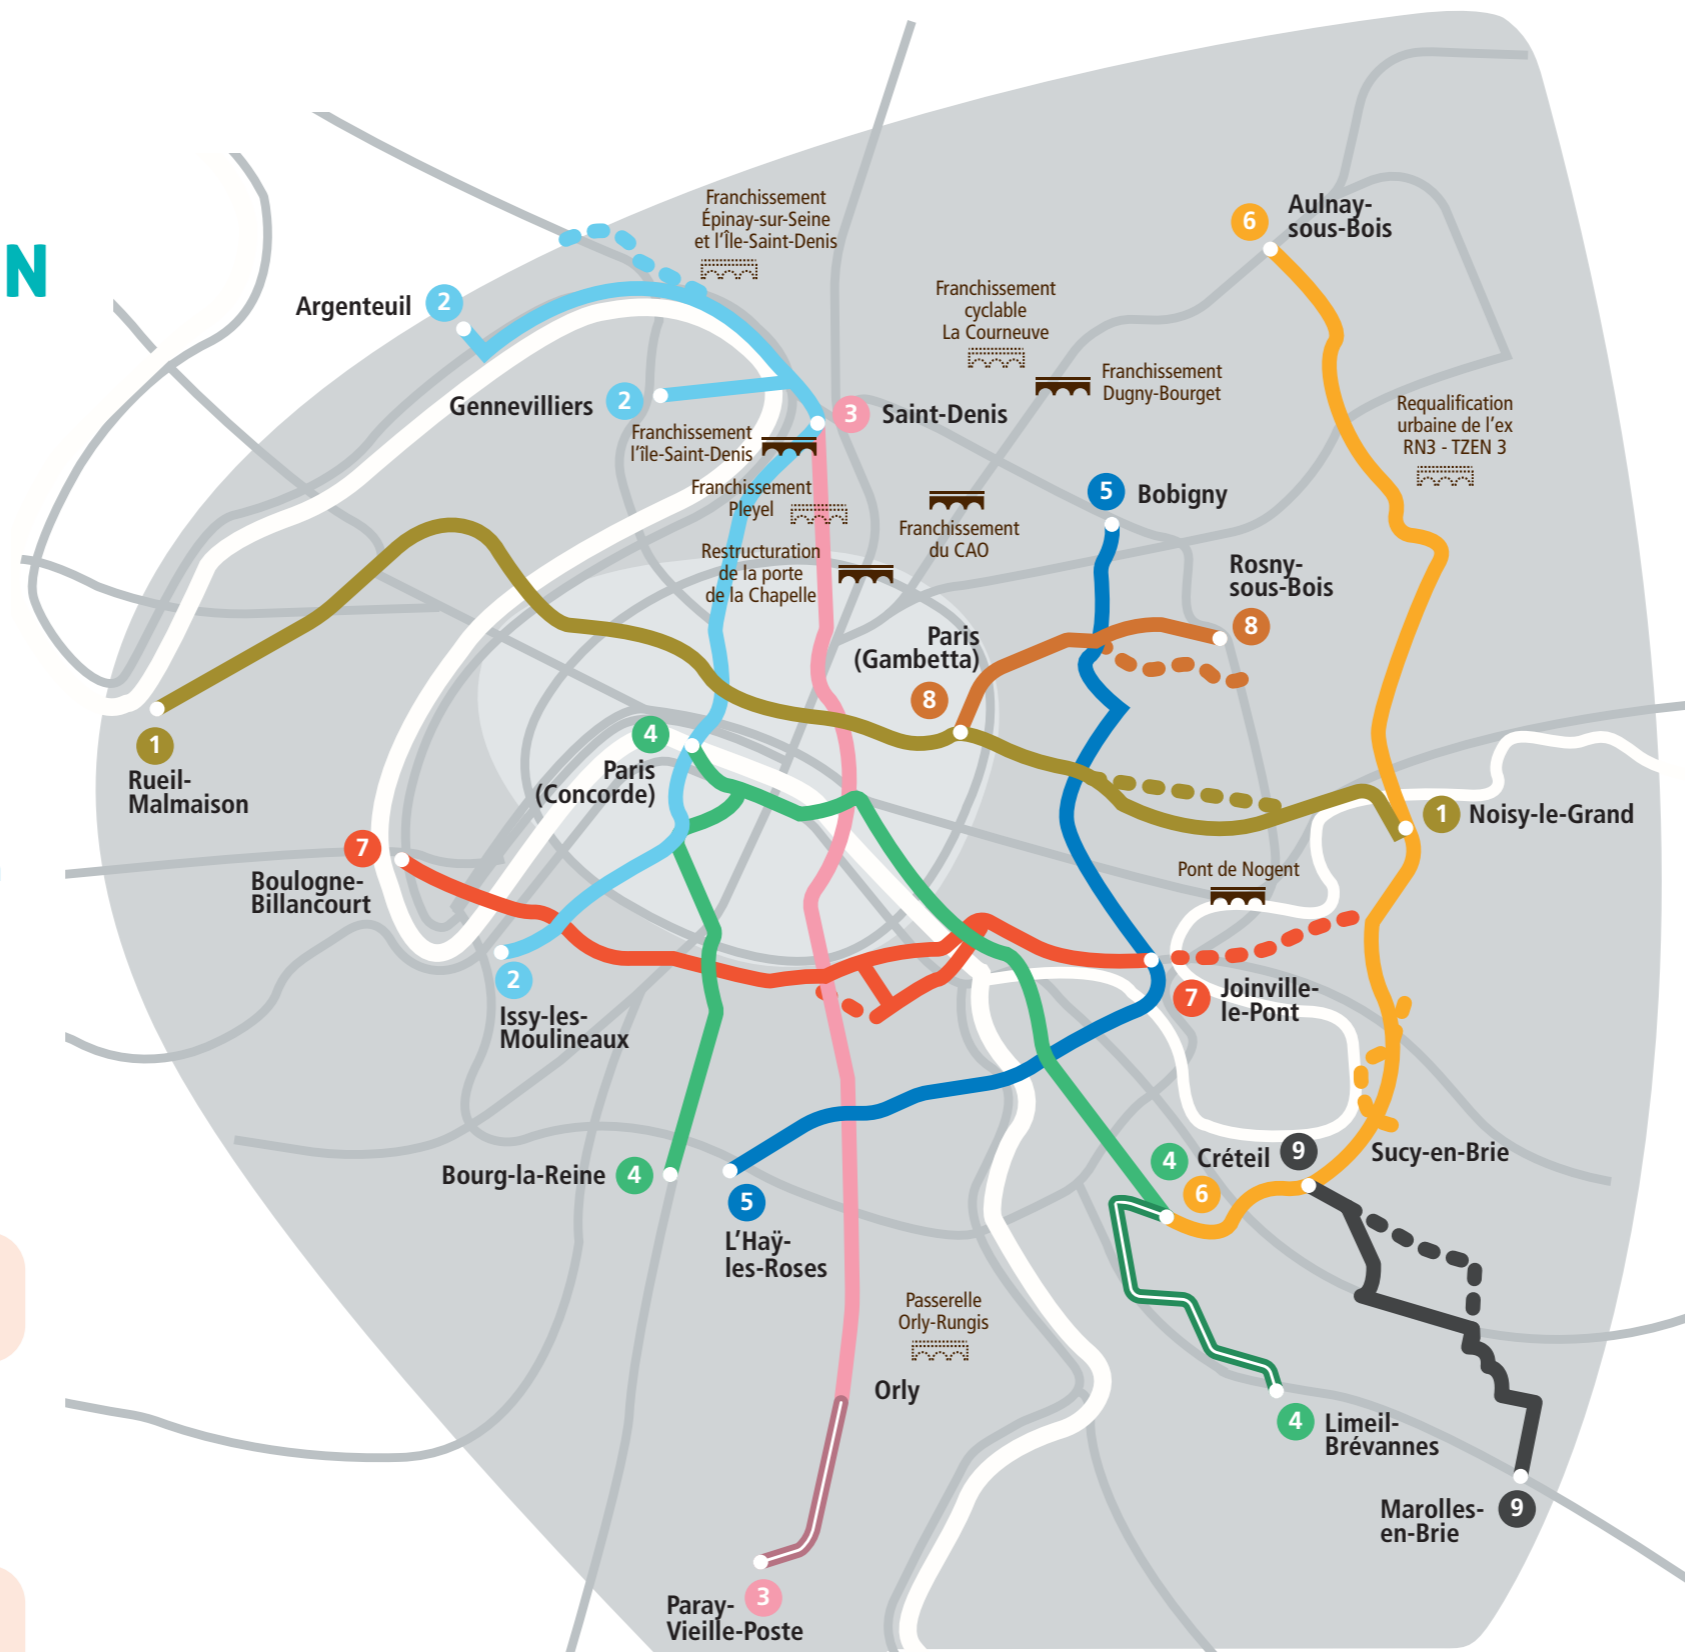 N
Franchissement
Épinay-sur-Seine
et l'Île-Saint-Denis
6
Aulnay-
sous-Bois
Argenteuil
2
Franchissement
cyclable
La Courneuve
Franchissement
Dugny-Bourget
Gennevilliers
2
3
Saint-Denis
Requalification
urbaine de l'ex
RN3 - TZEN 3
Franchissement
l'île-Saint-Denis
Franchissement
Pleyel
5
Bobigny
Franchissement
du CAO
Restructuration
de la porte
de la Chapelle
Rosny-
sous-Bois
8
Paris
(Gambetta)
8
1
Rueil-
Malmaison
4
Paris
(Concorde)
1
Noisy-le-Grand
7
Boulogne-
Billancourt
Pont de Nogent
2
Issy-les-
Moulineaux
7
Joinville-
le-Pont
Bourg-la-Reine
4
5
L'Haÿ-
les-Roses
4
Créteil
9
6
Sucy-en-Brie
Passerelle
Orly-Rungis
Orly
4
Limeil-
Brévannes
Marolles-
en-Brie
9
Paray-
Vieille-Poste
3